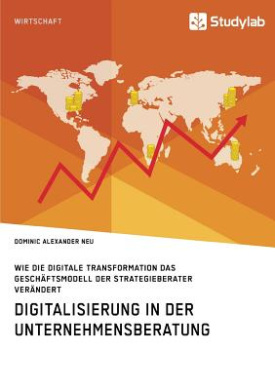 WIRTSCHAFT
Studylab
DOMINIC ALEXANDER NEU
WIE DIE DIGITALE TRANSFORMATION DAS
GESCHÄFTSMODELL DER STRATEGIEBERATER
VERÄNDERT
DIGITALISIERUNG IN DER
UNTERNEHMENSBERATUNG